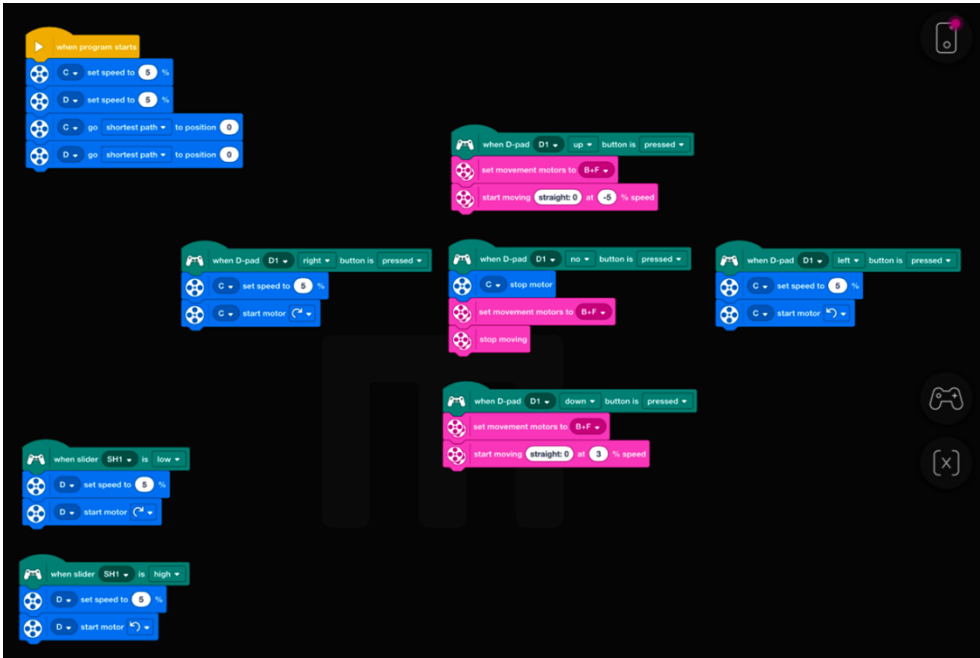 when program starts
C set speed to 5 %
D set speed to 5 %
C go shortest path to position 0
D go shortest path to position 0
when D-pad D1 up button is pressed
set movement motors to B+F
start moving straight: 0 at -5 % speed
when D-pad D1 right button is pressed
C set speed to 5 %
C start motor
when D-pad D1 no button is pressed
C stop motor
set movement motors to B+F
stop moving
when D-pad D1 left button is pressed
C set speed to 5 %
C start motor
when D-pad D1 down button is pressed
set movement motors to B+F
start moving straight: 0 at 3 % speed
when slider SH1 is low
D set speed to 5 %
D start motor
when slider SH1 is high
D set speed to 5 %
D start motor
[x]